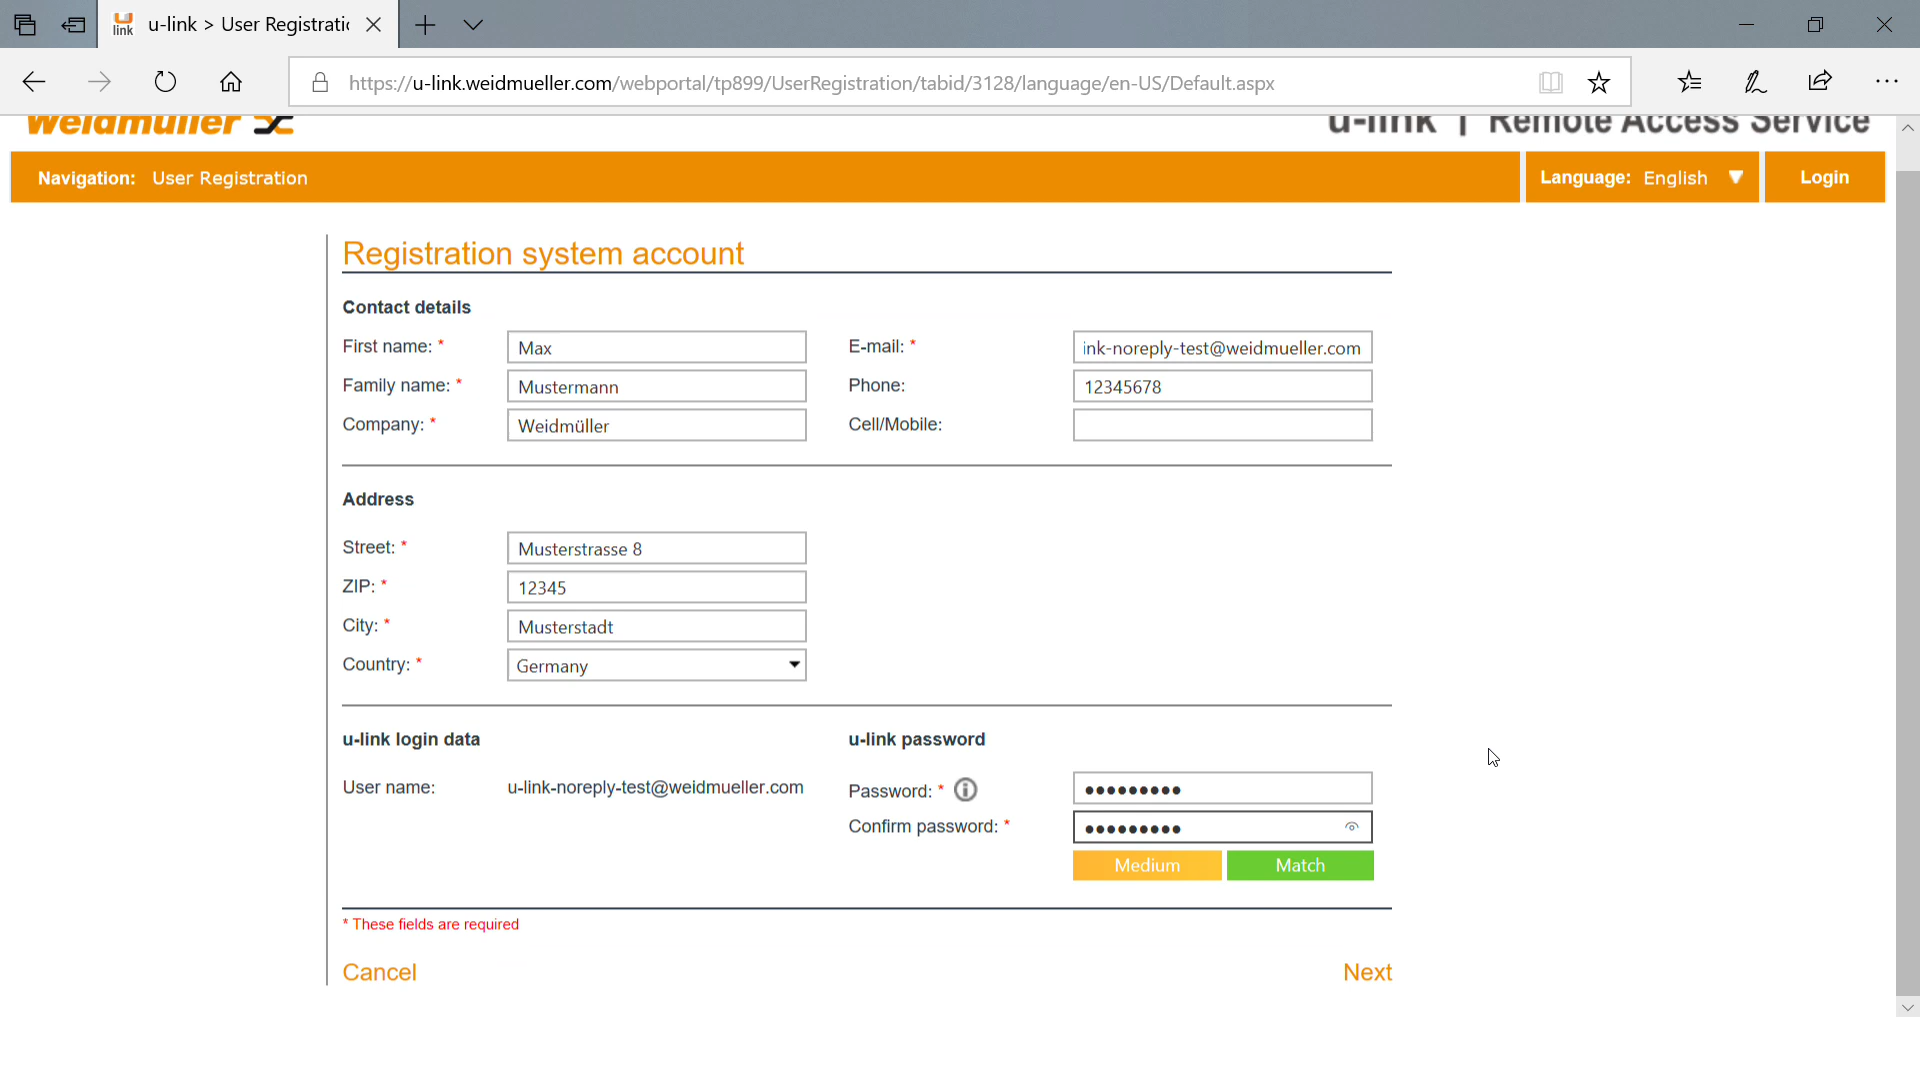 link u-link > User Registratic
https://u-link.weidmueller.com/webportal/tp899/UserRegistration/tabid/3128/language/en-US/Default.aspx
Weidmüller u-link | Remote Access Service
Navigation: User Registration Language: English Login
Registration system account
Contact details
First name: * Max E-mail: * ink-noreply-test@weidmueller.com
Family name: * Mustermann Phone: 12345678
Company: * Weidmüller Cell/Mobile:
Address
Street: * Musterstrasse 8
ZIP: * 12345
City: * Musterstadt
Country: * Germany
u-link login data u-link password
User name: u-link-noreply-test@weidmueller.com Password: * •••••••••
Confirm password: * •••••••••
Medium Match
* These fields are required
Cancel Next